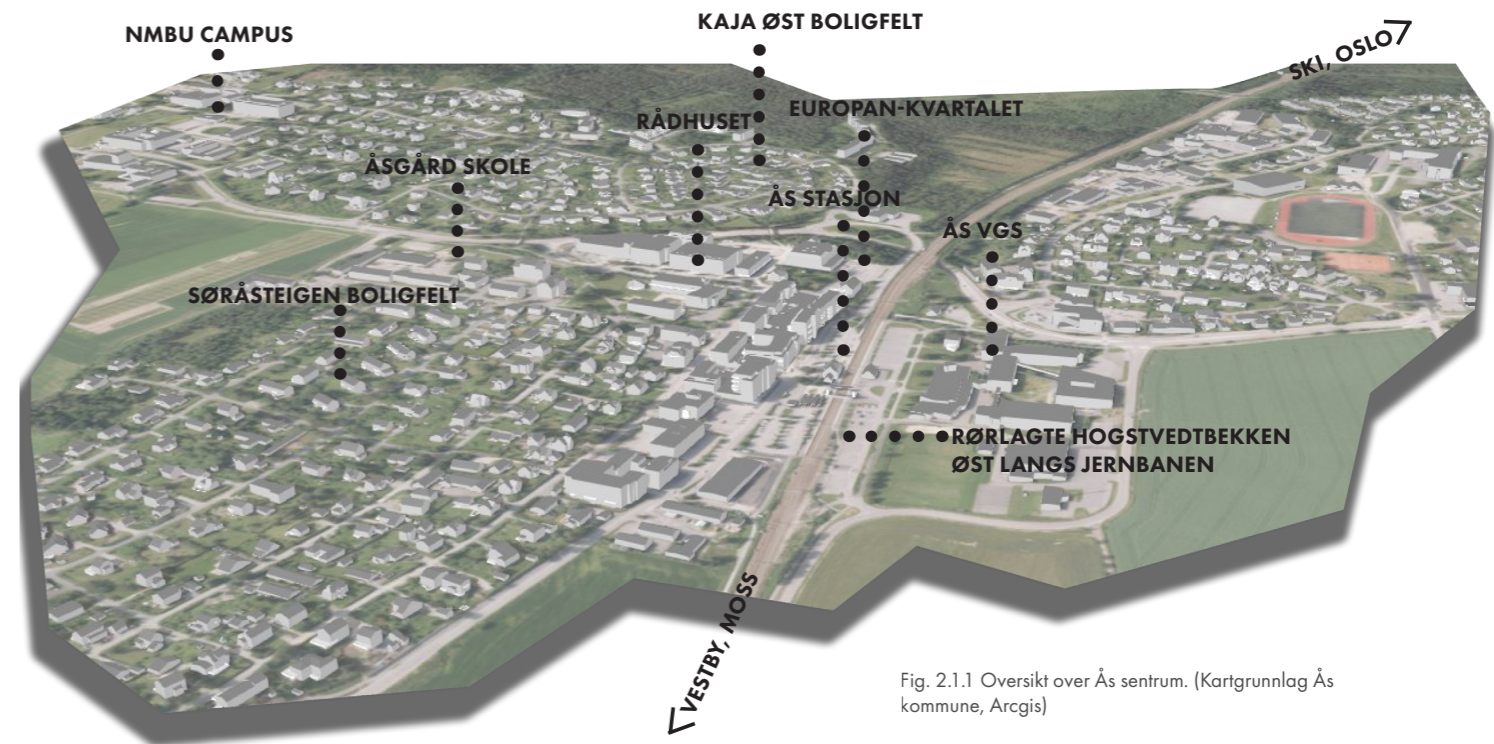 KAJA ØST BOLIGFELT
NMBU CAMPUS
SKI, OSLO
EUROPAN-KVARTALET
RÅDHUSET
ÅSGÅRD SKOLE
ÅS STASJON
ÅS VGS
SØRÅSTEIGEN BOLIGFELT
RØRLAGTE HOGSTVEDTBEKKEN
ØST LANGS JERNBANEN
VESTBY, MOSS
Fig. 2.1.1 Oversikt over Ås sentrum. (Kartgrunnlag Ås
kommune, Arcgis)